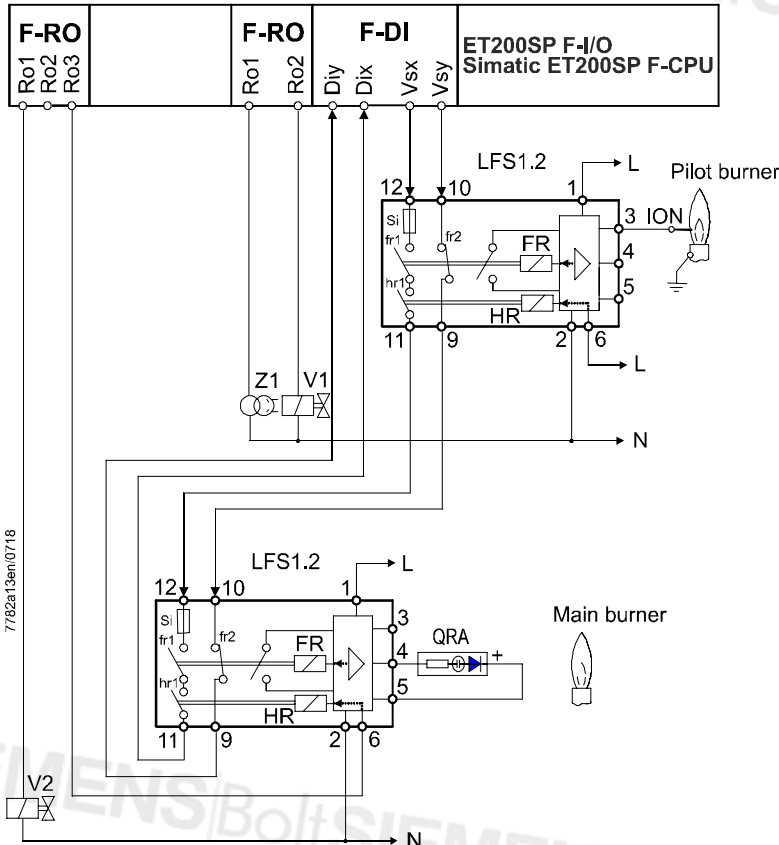 F-RO
F-RO
F-DI
ET200SP F-I/O
Simatic ET200SP F-CPU
Ro1
Ro2
Ro3
Ro1
Ro2
Diy
Dix
Vsx
Vsy
LFS1.2
L
Pilot burner
12
10
1
3
ION
Si
fr1
fr2
FR
4
hr1
5
HR
11
9
2
6
L
Z1
V1
N
7782a13en/0718
LFS1.2
L
12
10
1
3
Main burner
Si
fr1
fr2
FR
4
QRA
+
hr1
5
HR
11
9
2
6
V2
N
SIEMENS
Bolt
SIEMENS